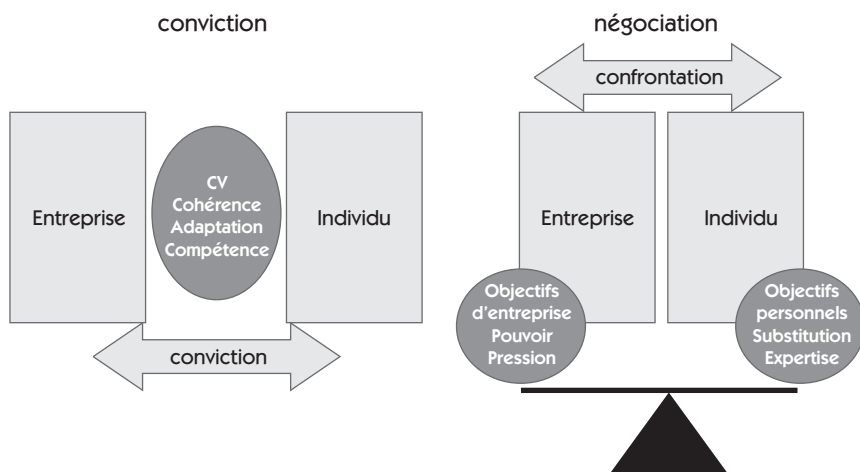 conviction
Entreprise
CV
Cohérence
Adaptation
Compétence
Individu
conviction
négociation
confrontation
Entreprise
Individu
Objectifs
d'entreprise
Pouvoir
Pression
Objectifs
personnels
Substitution
Expertise